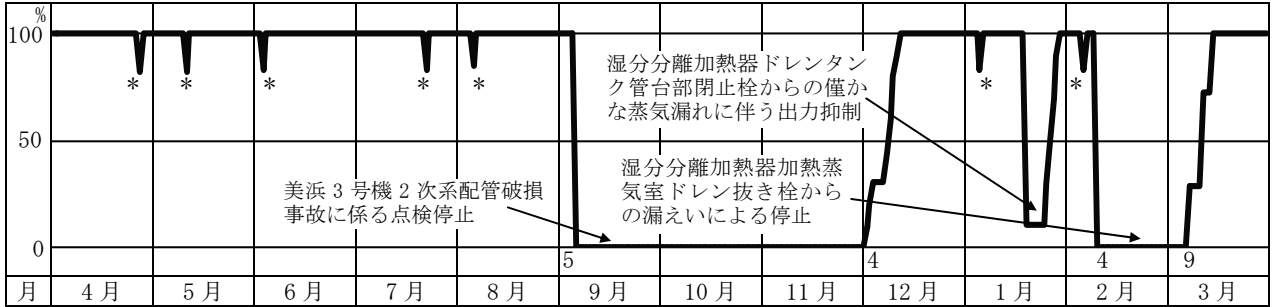 %
100
50
0
*
*
*
*
*
*
*
湿分分離加熱器ドレンタン
ク管台部閉止栓からの僅か
な蒸気漏れに伴う出力抑制
美浜3号機2次系配管破損
事故に係る点検停止
湿分分離加熱器加熱蒸
気室ドレン抜き栓から
の漏えいによる停止
5
4
4
9
月
4月
5月
6月
7月
8月
9月
10月
11月
12月
1月
2月
3月